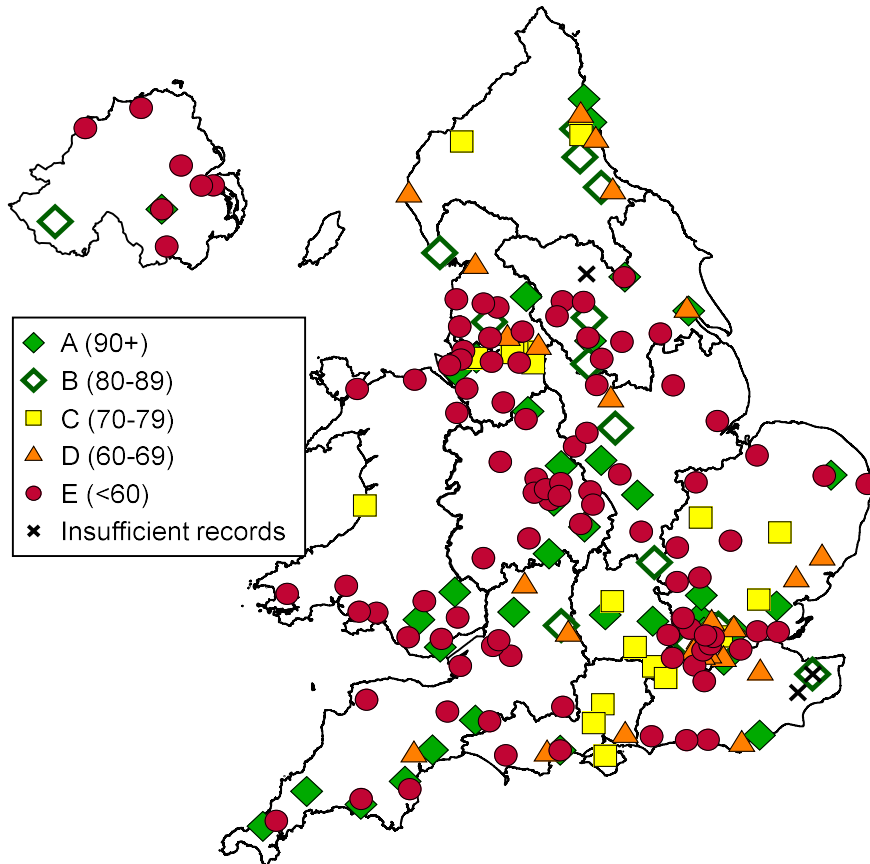 A (90+)
B (80-89)
C (70-79)
D (60-69)
E (<60)
Insufficient records